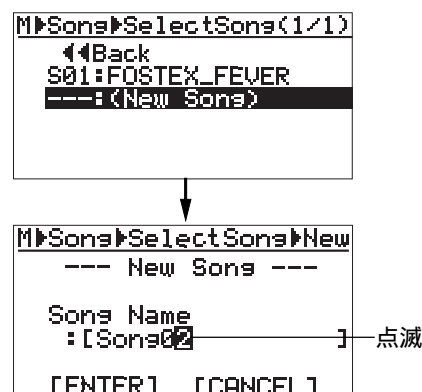 M▶Song▶SelectSong(1/1)
◀◀Back
S01:FOSTEX_FEVER
---:(New Song)
M▶Song▶SelectSong▶New
--- New Song ---
Song Name
:[Song02 ]
点滅
[ENTER] [CANCEL]